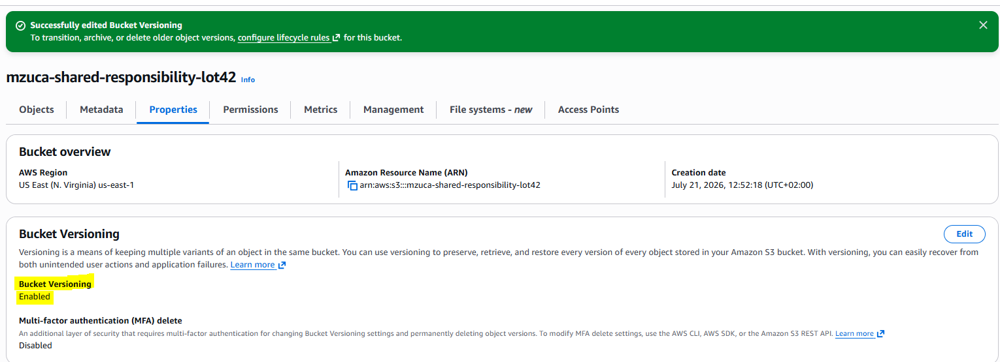 Successfully edited Bucket Versioning
To transition, archive, or delete older object versions, configure lifecycle rules for this bucket.
mzuca-shared-responsibility-lot42 Info
Objects Metadata Properties Permissions Metrics Management File systems - new Access Points
Bucket overview
AWS Region Amazon Resource Name (ARN) Creation date
US East (N. Virginia) us-east-1 arn:aws:s3:::mzuca-shared-responsibility-lot42 July 21, 2026, 12:52:18 (UTC+02:00)
Bucket Versioning Edit
Versioning is a means of keeping multiple variants of an object in the same bucket. You can use versioning to preserve, retrieve, and restore every version of every object stored in your Amazon S3 bucket. With versioning, you can easily recover from
both unintended user actions and application failures. Learn more
Bucket Versioning
Enabled
Multi-factor authentication (MFA) delete
An additional layer of security that requires multi-factor authentication for changing Bucket Versioning settings and permanently deleting object versions. To modify MFA delete settings, use the AWS CLI, AWS SDK, or the Amazon S3 REST API. Learn more
Disabled